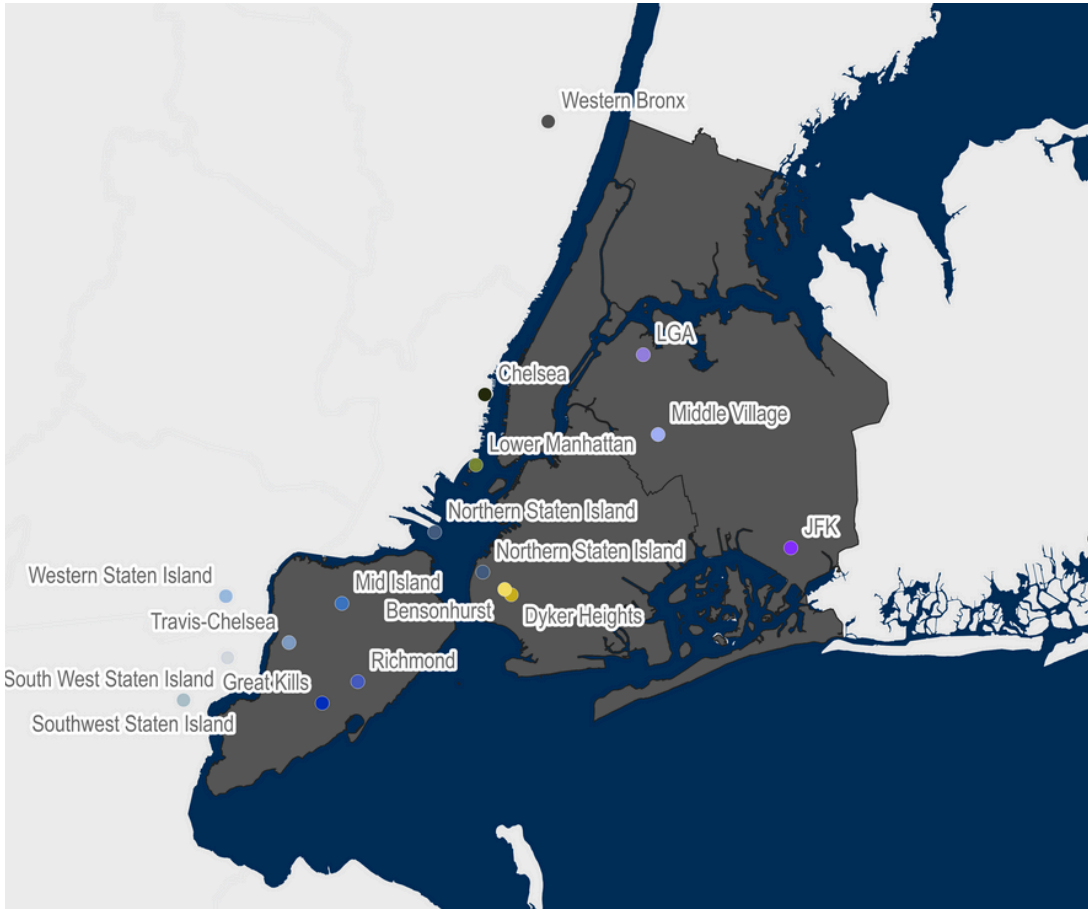 Western Bronx
LGA
Chelsea
Middle Village
Lower Manhattan
Northern Staten Island
JFK
Northern Staten Island
Western Staten Island
Mid Island
Bensonhurst
Dyker Heights
Travis-Chelsea
Richmond
South West Staten Island
Great Kills
Southwest Staten Island